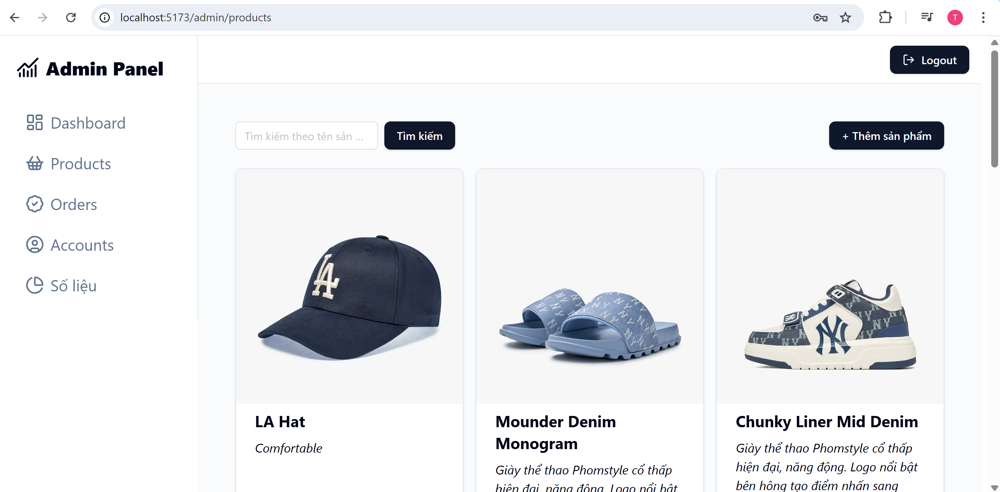 localhost:5173/admin/products
T
Admin Panel
Logout
Dashboard
Products
Orders
Accounts
Số liệu
Tìm kiếm theo tên sản ...
Tìm kiếm
+ Thêm sản phẩm
LA
NY
LA Hat
Comfortable
Mounder Denim
Monogram
Giày thể thao Phomstyle cổ thấp
hiện đại, năng động. Logo nổi bật
Chunky Liner Mid Denim
Giày thể thao Phomstyle cổ thấp
hiện đại, năng động. Logo nổi bật
bên hông tạo điểm nhấn sang